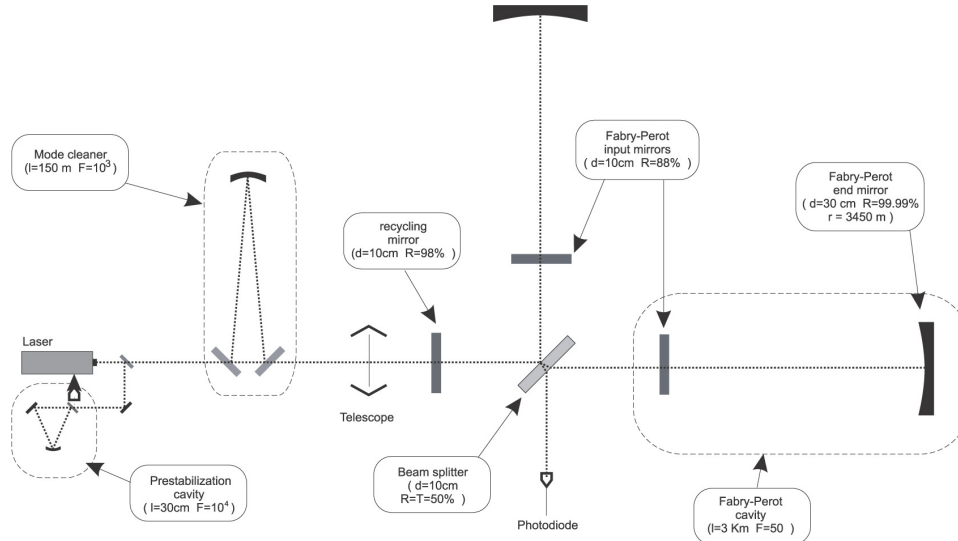 Mode cleaner
(l=150 m F=10³)
Fabry-Perot
input mirrors
( d=10cm R=88%)
Fabry-Perot
end mirror
( d=30 cm R=99.99%
r = 3450 m )
recycling
mirror
(d=10cm R=98%)
Laser
Telescope
Prestabilization
cavity
( l=30cm F=10⁴)
Beam splitter
( d=10cm
R=T=50%)
Photodiode
Fabry-Perot
cavity
(l=3 Km F=50 )